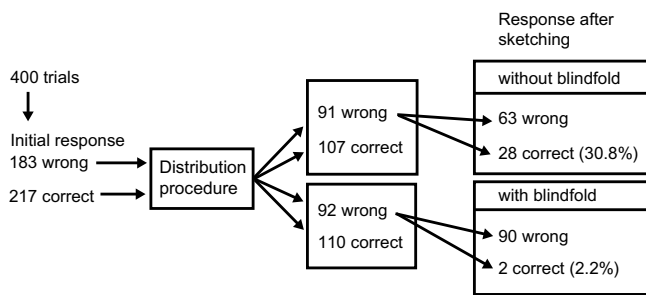 Response after
sketching
400 trials
Initial response
183 wrong
217 correct
Distribution
procedure
91 wrong
107 correct
92 wrong
110 correct
without blindfold
63 wrong
28 correct (30.8%)
with blindfold
90 wrong
2 correct (2.2%)